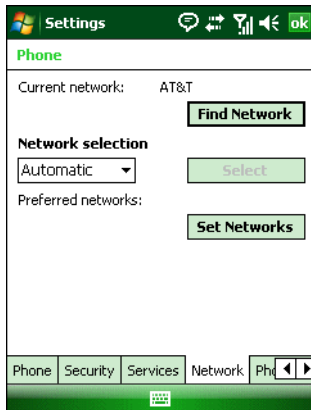 Settings ok
Phone
Current network: AT&T
Find Network
Network selection
Automatic Select
Preferred networks:
Set Networks
Phone Security Services Network Pho